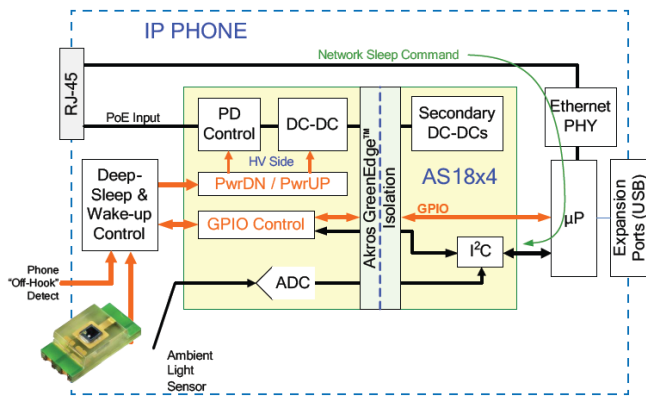 IP PHONE
Network Sleep Command
RJ-45
PoE Input
PD
Control
DC-DC
Akros GreenEdge™
Isolation
Secondary
DC-DCs
Ethernet
PHY
HV Side
AS18x4
Deep-
Sleep &
Wake-up
Control
PwrDN / PwrUP
GPIO Control
GPIO
µP
Expansion
Ports (USB)
I²C
ADC
Phone
"Off-Hook"
Detect
Ambient
Light
Sensor